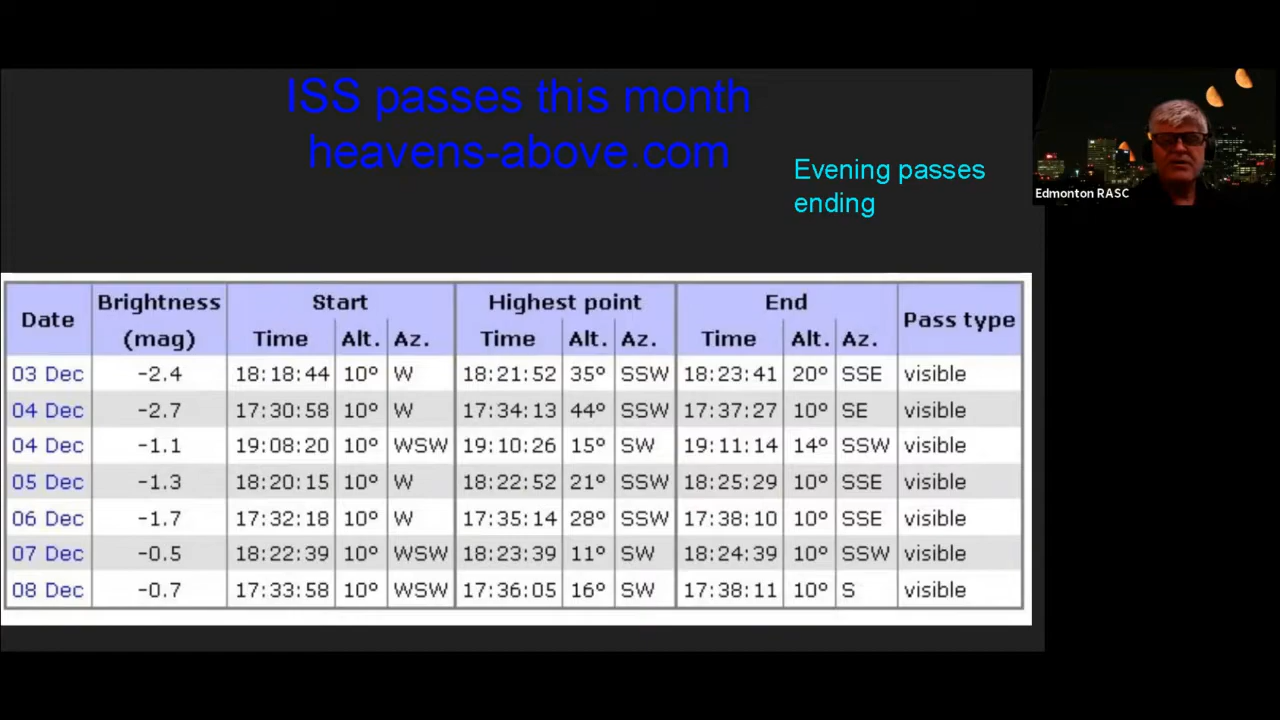 ISS passes this month
heavens-above.com
Evening passes
ending
Edmonton RASC
Date Brightness (mag) Start Highest point End Pass type
Time Alt. Az. Time Alt. Az. Time Alt. Az.
03 Dec -2.4 18:18:44 10° W 18:21:52 35° SSW 18:23:41 20° SSE visible
04 Dec -2.7 17:30:58 10° W 17:34:13 44° SSW 17:37:27 10° SE visible
04 Dec -1.1 19:08:20 10° WSW 19:10:26 15° SW 19:11:14 14° SSW visible
05 Dec -1.3 18:20:15 10° W 18:22:52 21° SSW 18:25:29 10° SSE visible
06 Dec -1.7 17:32:18 10° W 17:35:14 28° SSW 17:38:10 10° SSE visible
07 Dec -0.5 18:22:39 10° WSW 18:23:39 11° SW 18:24:39 10° SSW visible
08 Dec -0.7 17:33:58 10° WSW 17:36:05 16° SW 17:38:11 10° S visible